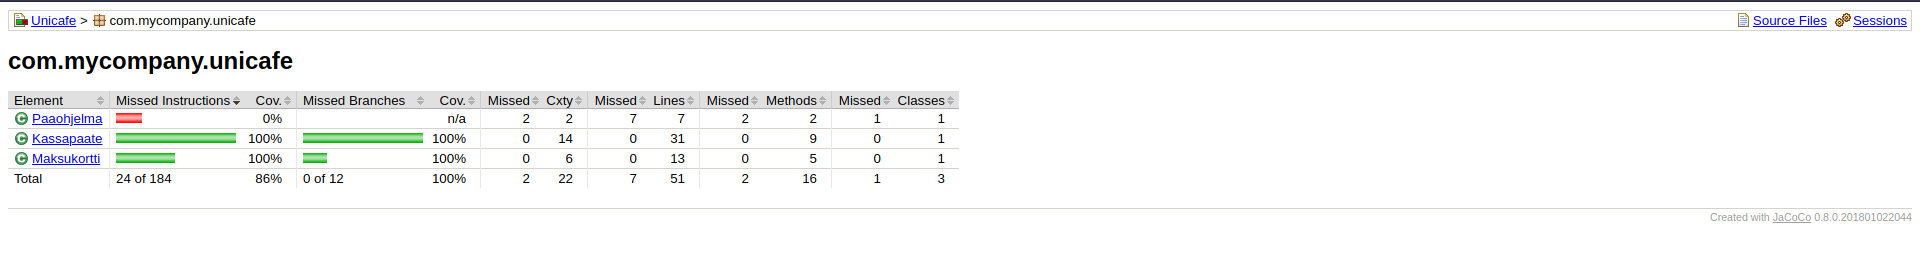 Unicafe > com.mycompany.unicafe Source Files Sessions
com.mycompany.unicafe
Element Missed Instructions Cov. Missed Branches Cov. Missed Cxty Missed Lines Missed Methods Missed Classes
C Paaohjelma 0% n/a 2 2 7 7 2 2 1 1
C Kassapaate 100% 100% 0 14 0 31 0 9 0 1
C Maksukortti 100% 100% 0 6 0 13 0 5 0 1
Total 24 of 184 86% 0 of 12 100% 2 22 7 51 2 16 1 3
Created with JaCoCo 0.8.0.201801022044